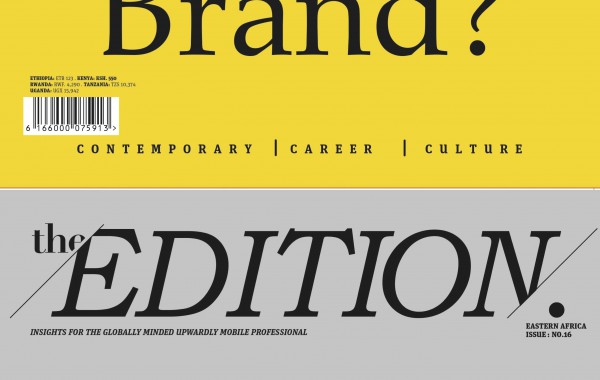 Brand?
ETHIOPIA: ETB 123 . KENYA: KSH. 550
RWANDA: RWF. 4,290 . TANZANIA: TZS 10,374
UGANDA: UGX 15,942
6 166000 075913 >
CONTEMPORARY | CAREER | CULTURE
the EDITION.
INSIGHTS FOR THE GLOBALLY MINDED UPWARDLY MOBILE PROFESSIONAL
EASTERN AFRICA
ISSUE : NO.16